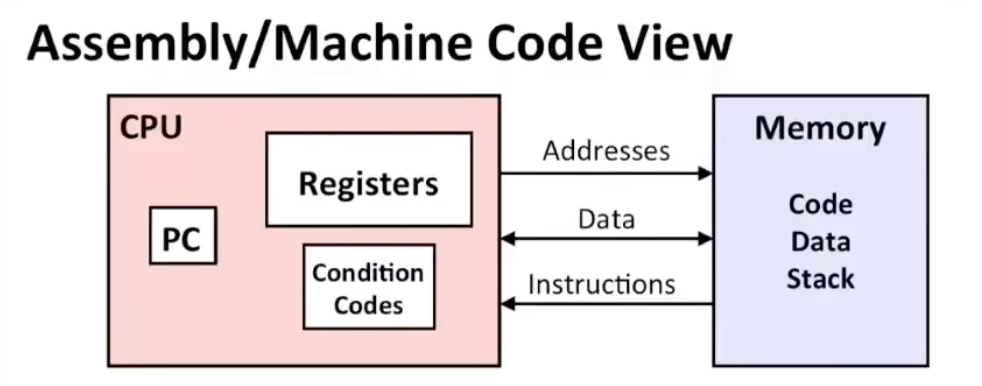 Assembly/Machine Code View
CPU
Registers
PC
Condition
Codes
Addresses
Data
Instructions
Memory
Code
Data
Stack